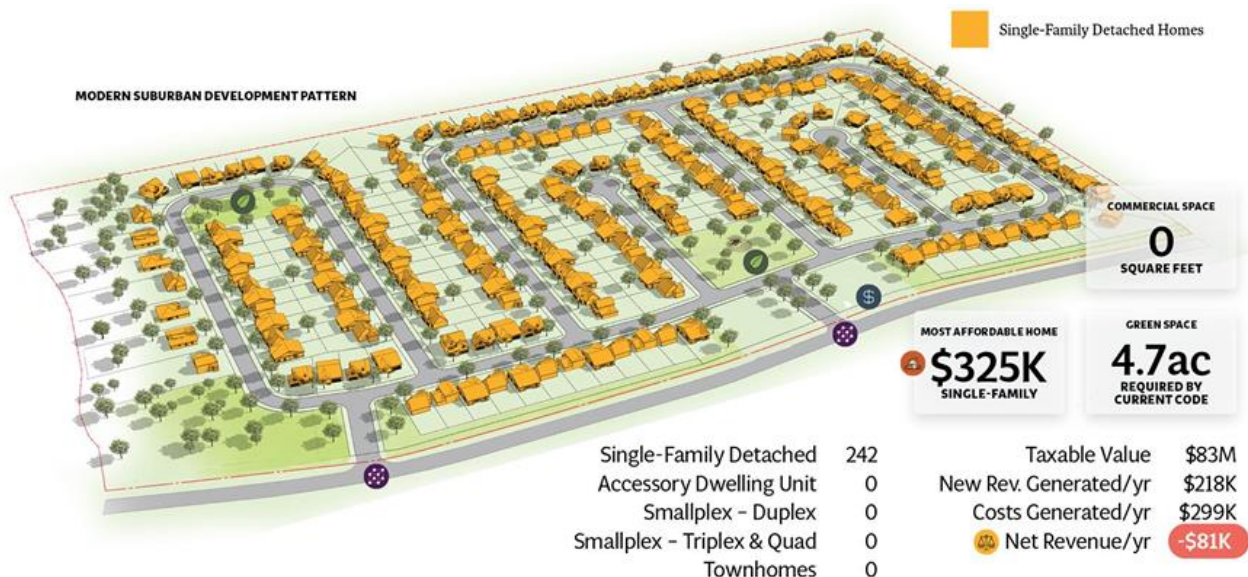 Single-Family Detached Homes
MODERN SUBURBAN DEVELOPMENT PATTERN
COMMERCIAL SPACE
0
SQUARE FEET
$
MOST AFFORDABLE HOME
$325K
SINGLE-FAMILY
GREEN SPACE
4.7ac
REQUIRED BY
CURRENT CODE
Single-Family Detached 242
Accessory Dwelling Unit 0
Smallplex – Duplex 0
Smallplex – Triplex & Quad 0
Townhomes 0
Taxable Value $83M
New Rev. Generated/yr $218K
Costs Generated/yr $299K
Net Revenue/yr -$81K